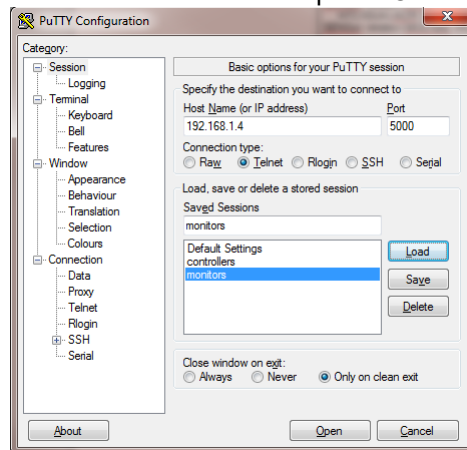 PuTTY Configuration
Category:
Session
Logging
Terminal
Keyboard
Bell
Features
Window
Appearance
Behaviour
Translation
Selection
Colours
Connection
Data
Proxy
Telnet
Rlogin
SSH
Serial
Basic options for your PuTTY session
Specify the destination you want to connect to
Host Name (or IP address) Port
192.168.1.4 5000
Connection type:
Raw Telnet Rlogin SSH Serial
Load, save or delete a stored session
Saved Sessions
monitors
Default Settings
controllers
monitors
Load
Save
Delete
Close window on exit:
Always Never Only on clean exit
About Open Cancel